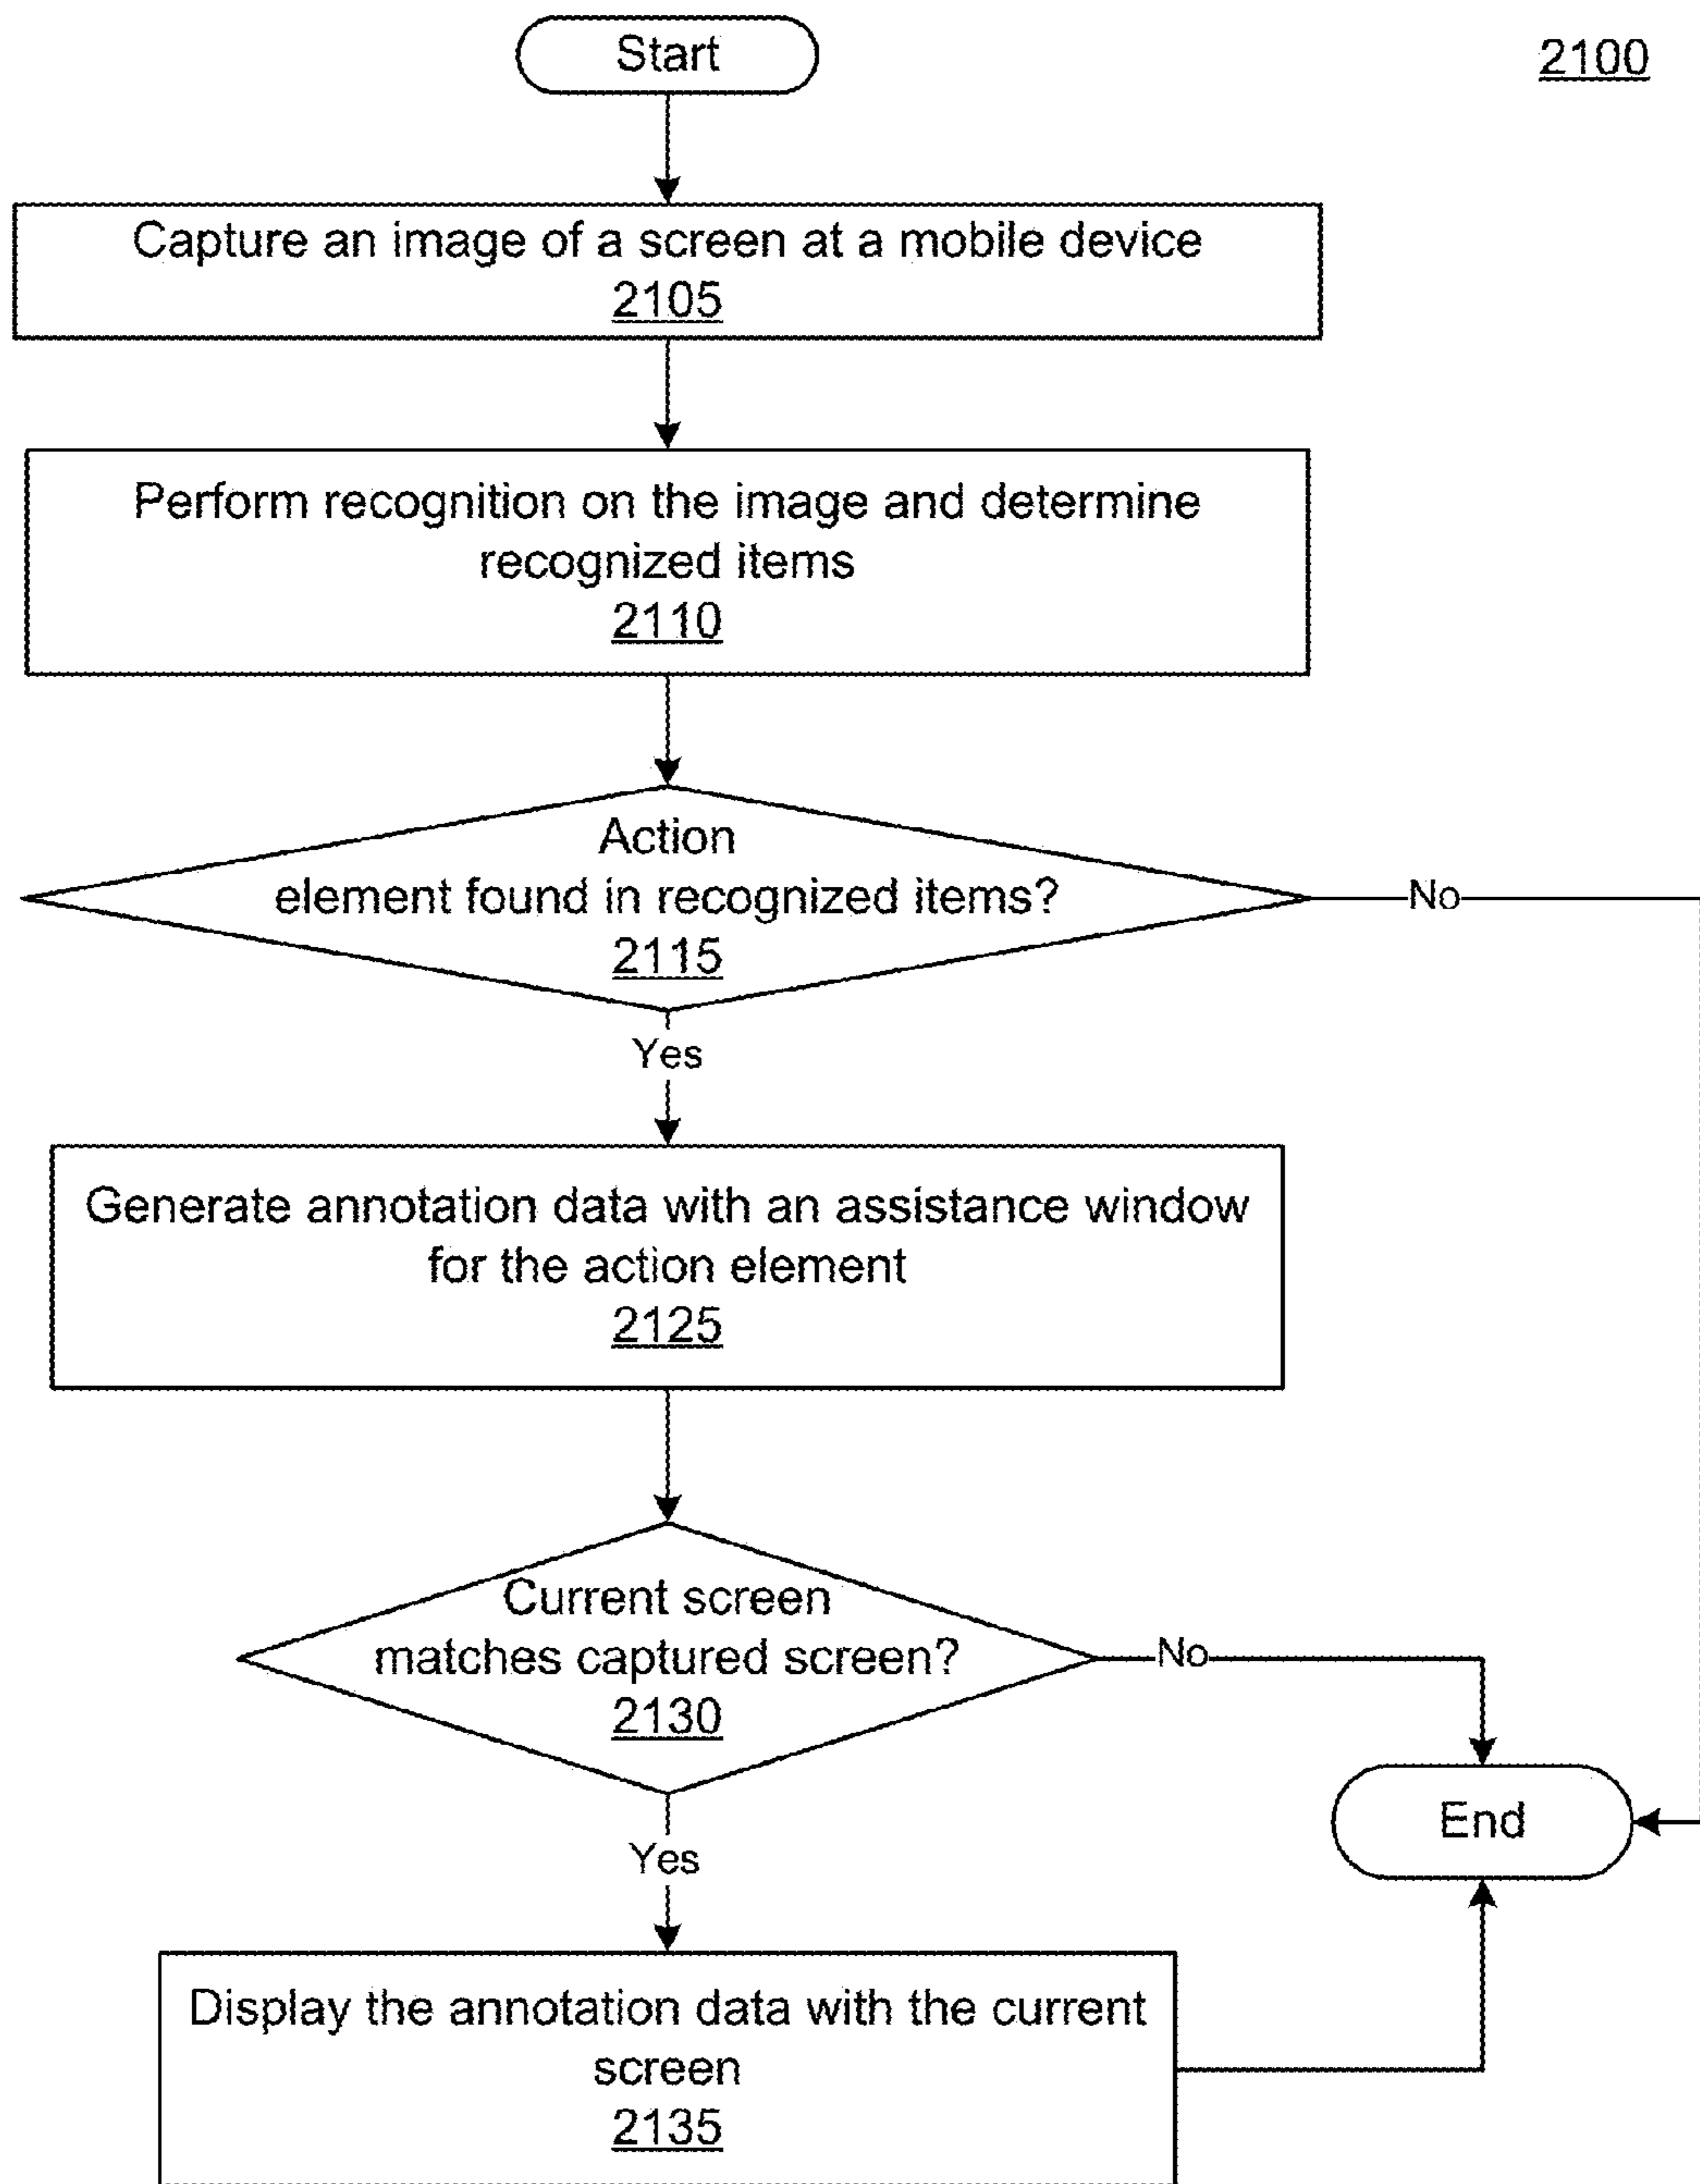 Start
2100
Capture an image of a screen at a mobile device
2105
Perform recognition on the image and determine
recognized items
2110
Action
element found in recognized items?
2115
No
Yes
Generate annotation data with an assistance window
for the action element
2125
Current screen
matches captured screen?
2130
No
End
Yes
Display the annotation data with the current
screen
2135